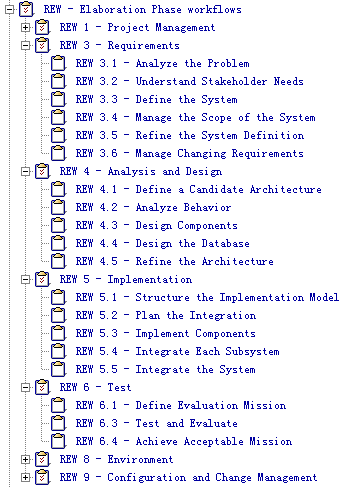 REW - Elaboration Phase workflows
REW 1 - Project Management
REW 3 - Requirements
REW 3.1 - Analyze the Problem
REW 3.2 - Understand Stakeholder Needs
REW 3.3 - Define the System
REW 3.4 - Manage the Scope of the System
REW 3.5 - Refine the System Definition
REW 3.6 - Manage Changing Requirements
REW 4 - Analysis and Design
REW 4.1 - Define a Candidate Architecture
REW 4.2 - Analyze Behavior
REW 4.3 - Design Components
REW 4.4 - Design the Database
REW 4.5 - Refine the Architecture
REW 5 - Implementation
REW 5.1 - Structure the Implementation Model
REW 5.2 - Plan the Integration
REW 5.3 - Implement Components
REW 5.4 - Integrate Each Subsystem
REW 5.5 - Integrate the System
REW 6 - Test
REW 6.1 - Define Evaluation Mission
REW 6.3 - Test and Evaluate
REW 6.4 - Achieve Acceptable Mission
REW 8 - Environment
REW 9 - Configuration and Change Management